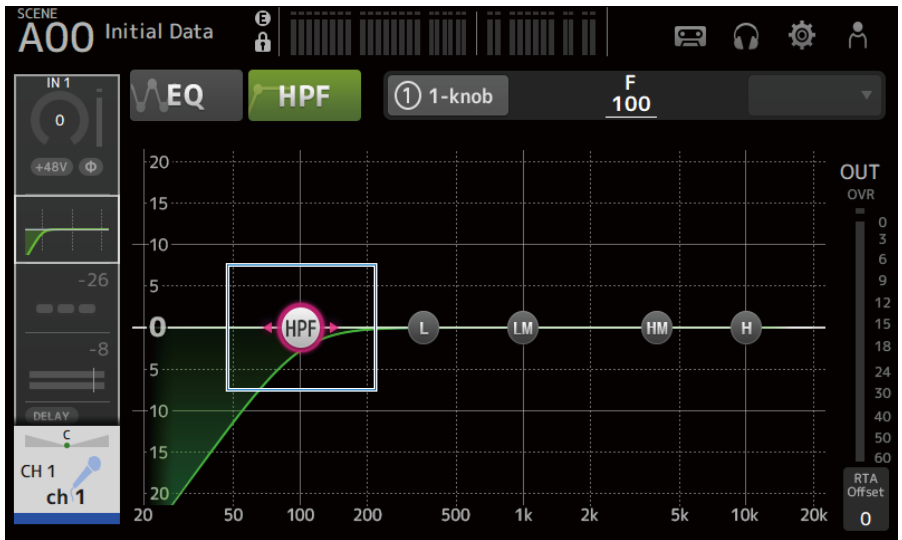 SCENE
A00 Initial Data
E
IN 1
0
+48V Φ
-26
-8
DELAY
C
CH 1
ch 1
EQ
HPF
1 1-knob
F
100
20
15
10
5
0
5
10
15
20
HPF
L
LM
HM
H
20 50 100 200 500 1k 2k 5k 10k 20k
OUT
OVR
0
3
6
9
12
15
18
24
30
40
50
60
RTA
Offset
0